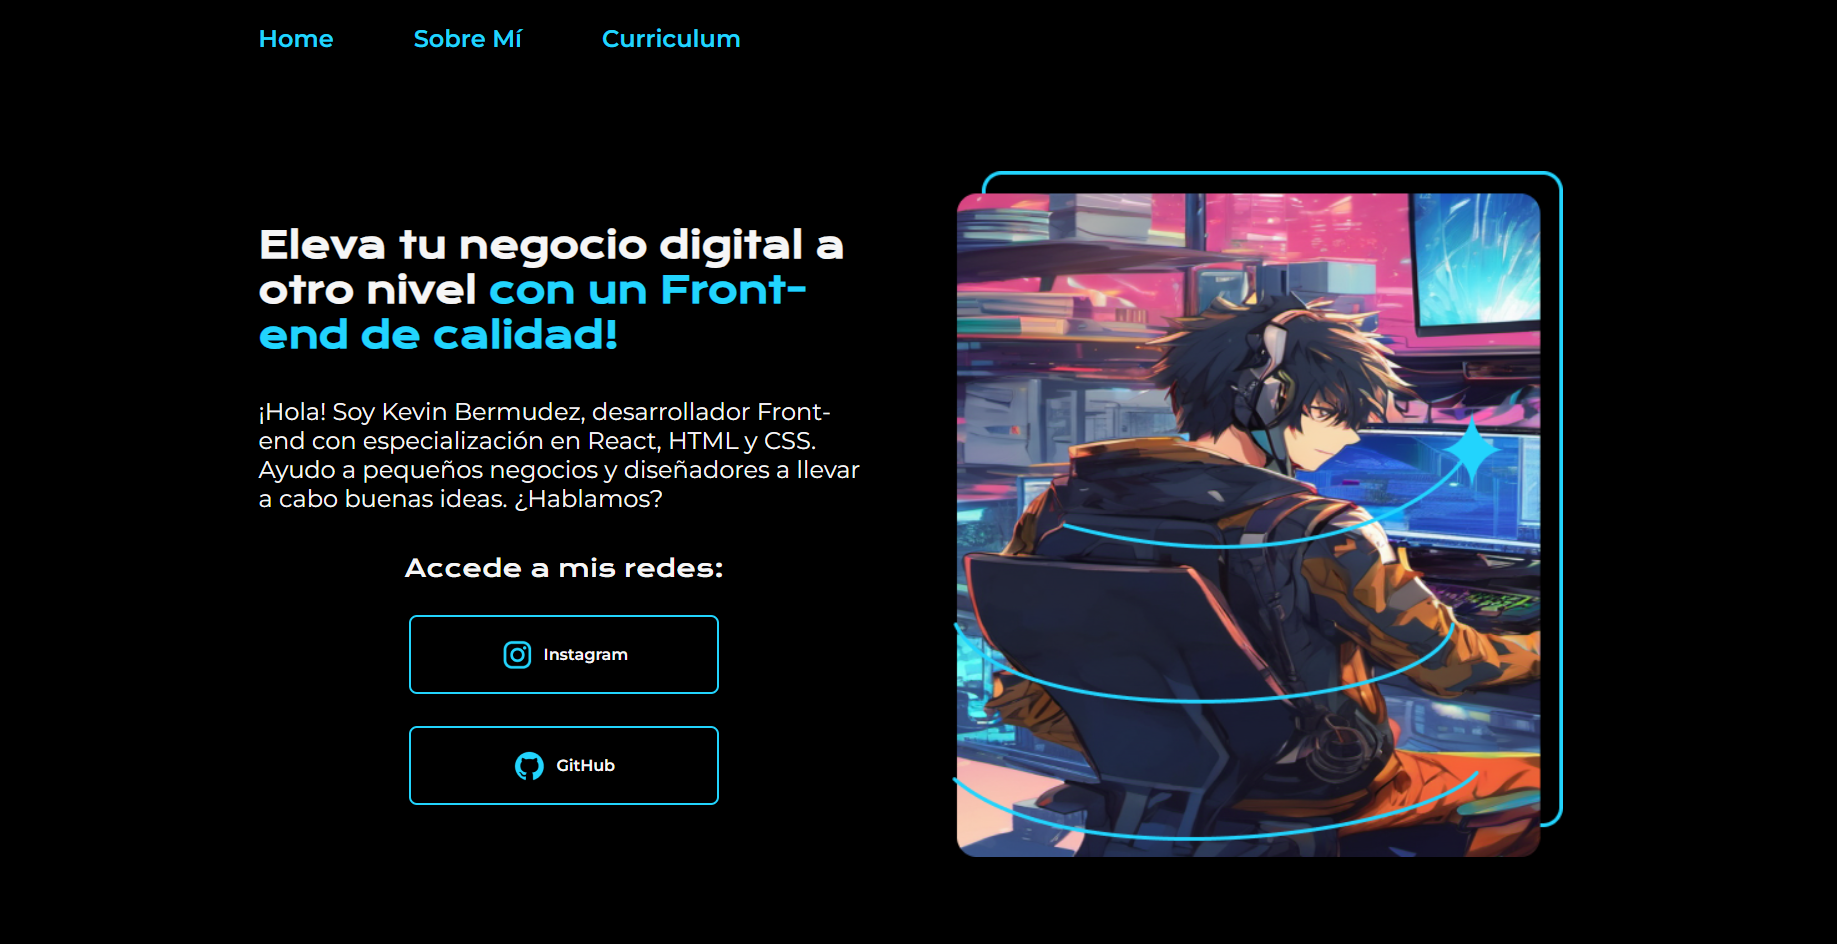 Home
Sobre Mí
Curriculum
Eleva tu negocio digital a
otro nivel con un Front-
end de calidad!
¡Hola! Soy Kevin Bermudez, desarrollador Front-
end con especialización en React, HTML y CSS.
Ayudo a pequeños negocios y diseñadores a llevar
a cabo buenas ideas. ¿Hablamos?
Accede a mis redes:
Instagram
GitHub